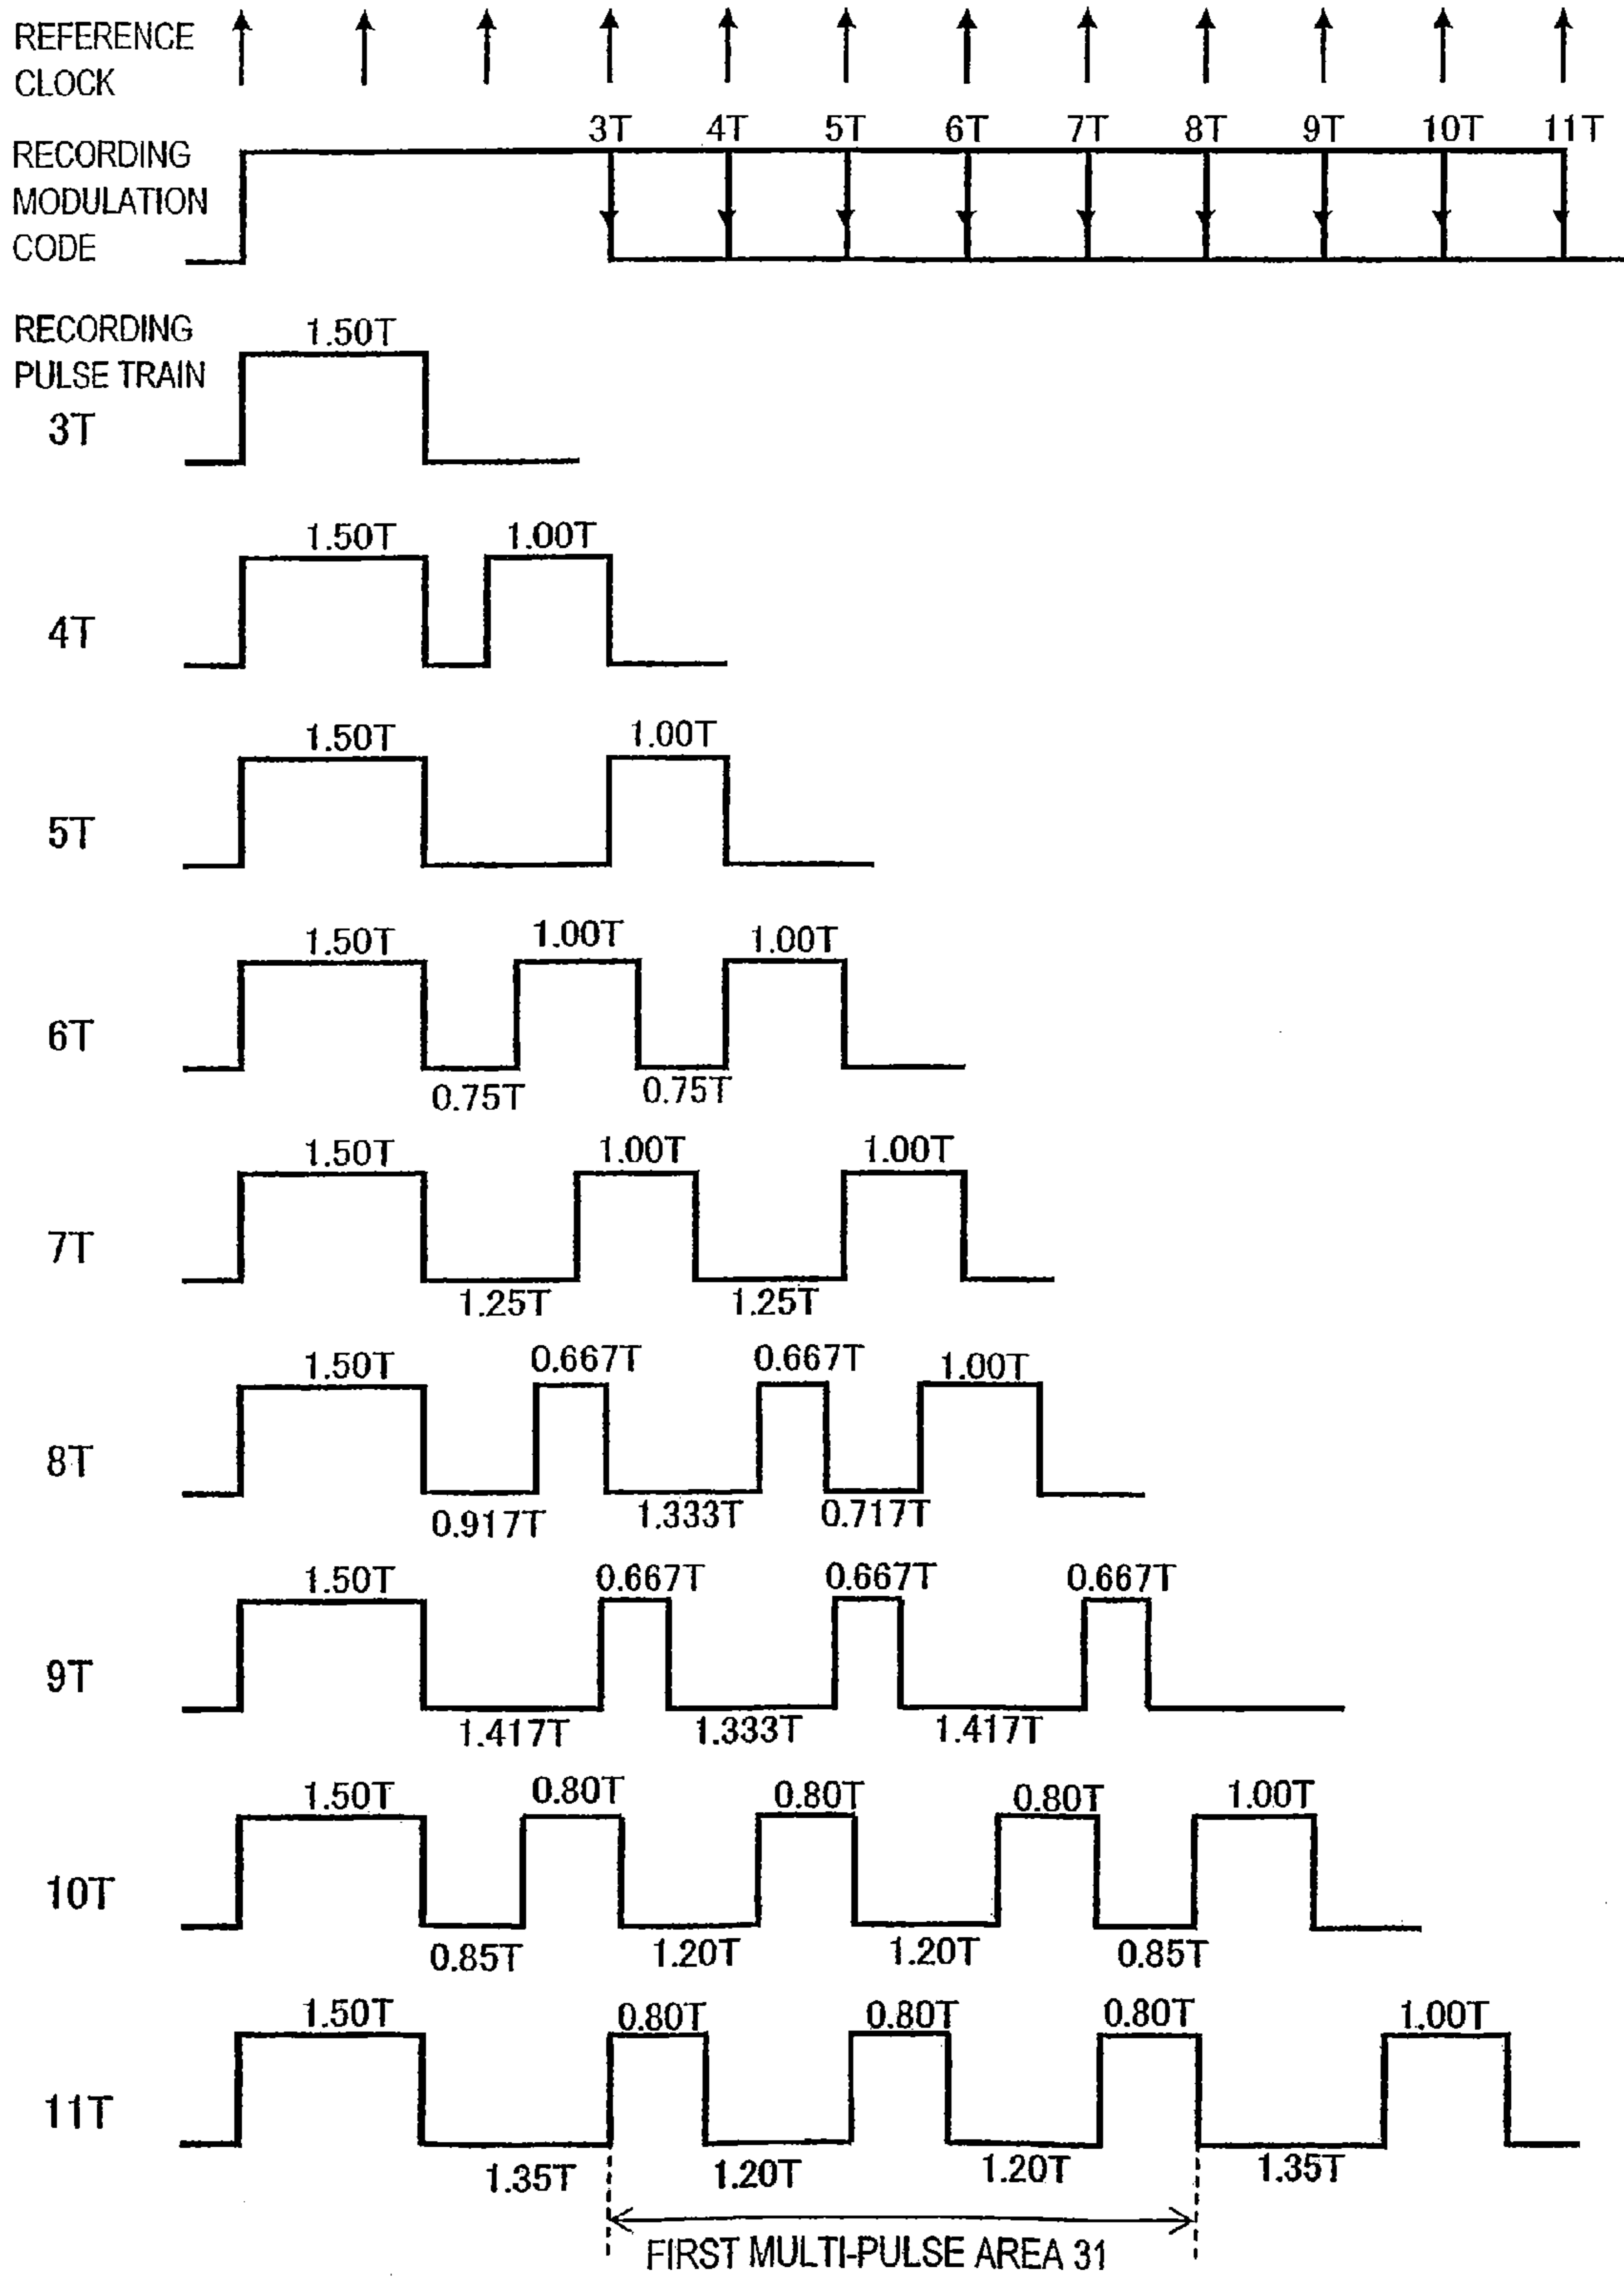 REFERENCE
CLOCK
3T 4T 5T 6T 7T 8T 9T 10T 11T
RECORDING
MODULATION
CODE
RECORDING
PULSE TRAIN
1.50T
3T
1.50T 1.00T
4T
1.50T 1.00T
5T
1.50T 1.00T 1.00T
6T
0.75T 0.75T
1.50T 1.00T 1.00T
7T
1.25T 1.25T
1.50T 0.667T 0.667T 1.00T
8T
0.917T 1.333T 0.717T
1.50T 0.667T 0.667T 0.667T
9T
1.417T 1.333T 1.417T
1.50T 0.80T 0.80T 0.80T 1.00T
10T
0.85T 1.20T 1.20T 0.85T
1.50T 0.80T 0.80T 0.80T 1.00T
11T
1.35T 1.20T 1.20T 1.35T
FIRST MULTI-PULSE AREA 31